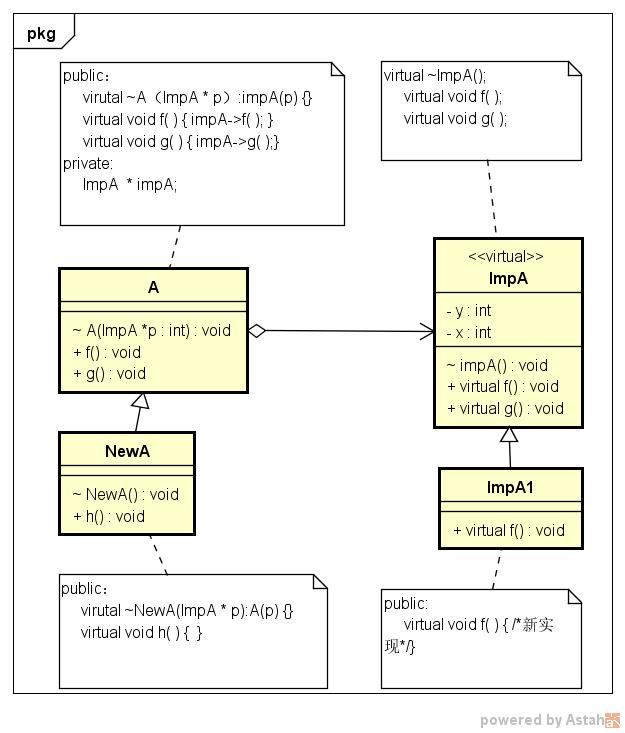 pkg
public：
virutal ~A（ImpA * p）:impA(p) {}
virtual void f( ) { impA->f( ); }
virtual void g( ) { impA->g( );}
private:
ImpA * impA;
virtual ~ImpA();
virtual void f( );
virtual void g( );
A
~ A(ImpA *p : int) : void
+ f() : void
+ g() : void
<<virtual>>
ImpA
- y : int
- x : int
~ impA() : void
+ virtual f() : void
+ virtual g() : void
NewA
~ NewA() : void
+ h() : void
ImpA1
+ virtual f() : void
public：
virutal ~NewA(ImpA * p):A(p) {}
virtual void h( ) { }
public:
virtual void f( ) { /*新实
现*/}
powered by Astah